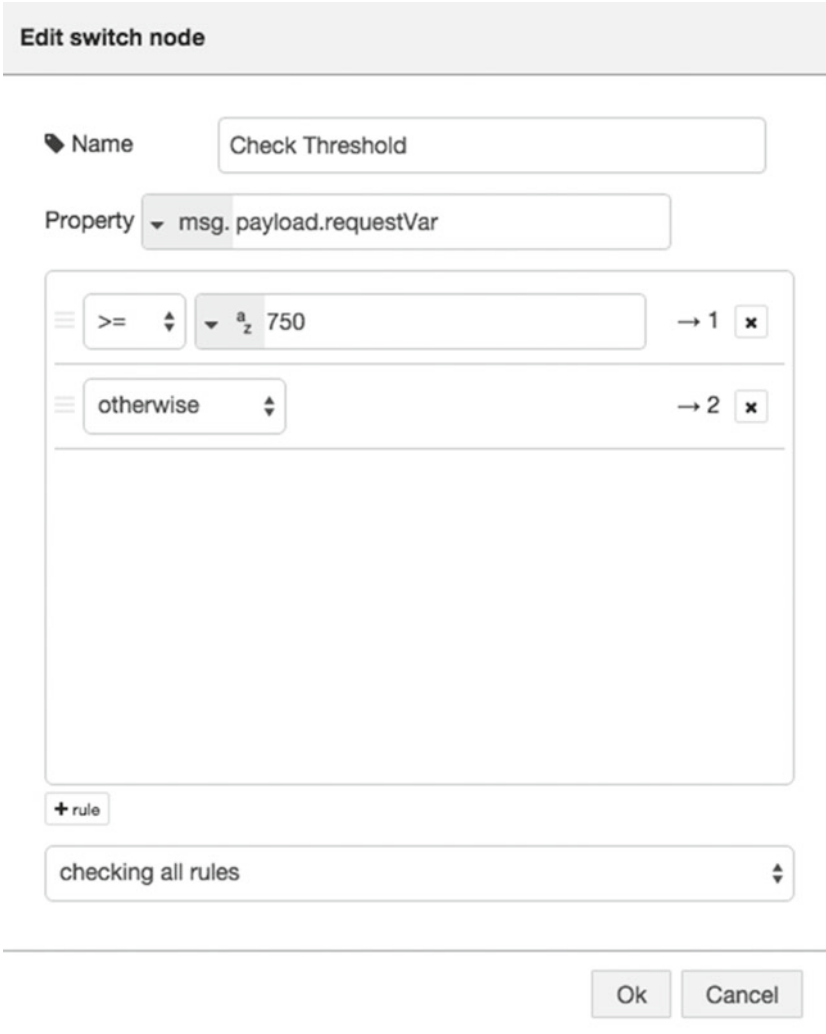 Edit switch node
Name Check Threshold
Property msg. payload.requestVar
>= az 750 → 1 ×
otherwise → 2 ×
+ rule
checking all rules
Ok Cancel